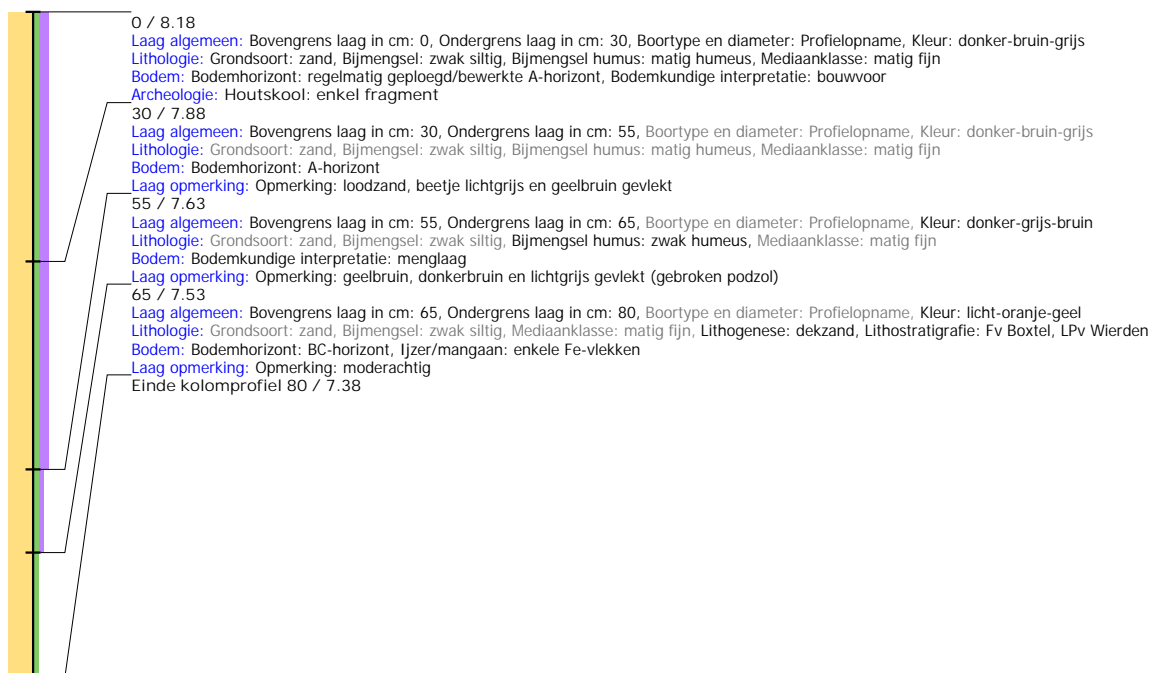 0 / 8.18
Laag algemeen: Bovengrens laag in cm: 0, Ondergrens laag in cm: 30, Boortype en diameter: Profielopname, Kleur: donker-bruin-grijs
Lithologie: Grondsoort: zand, Bijmengsel: zwak siltig, Bijmengsel humus: matig humeus, Mediaanklasse: matig fijn
Bodem: Bodemhorizont: regelmatig geploegd/bewerkte A-horizont, Bodemkundige interpretatie: bouwvoor
Archeologie: Houtskool: enkel fragment
30 / 7.88
Laag algemeen: Bovengrens laag in cm: 30, Ondergrens laag in cm: 55, Boortype en diameter: Profielopname, Kleur: donker-bruin-grijs
Lithologie: Grondsoort: zand, Bijmengsel: zwak siltig, Bijmengsel humus: matig humeus, Mediaanklasse: matig fijn
Bodem: Bodemhorizont: A-horizont
Laag opmerking: Opmerking: loodzand, beetje lichtgrijs en geelbruin gevlekt
55 / 7.63
Laag algemeen: Bovengrens laag in cm: 55, Ondergrens laag in cm: 65, Boortype en diameter: Profielopname, Kleur: donker-grijs-bruin
Lithologie: Grondsoort: zand, Bijmengsel: zwak siltig, Bijmengsel humus: zwak humeus, Mediaanklasse: matig fijn
Bodem: Bodemkundige interpretatie: menglaag
Laag opmerking: Opmerking: geelbruin, donkerbruin en lichtgrijs gevlekt (gebroken podzol)
65 / 7.53
Laag algemeen: Bovengrens laag in cm: 65, Ondergrens laag in cm: 80, Boortype en diameter: Profielopname, Kleur: licht-oranje-geel
Lithologie: Grondsoort: zand, Bijmengsel: zwak siltig, Mediaanklasse: matig fijn, Lithogenese: dekzand, Lithostratigrafie: Fv Boxtel, LPv Wierden
Bodem: Bodemhorizont: BC-horizont, Ijzer/mangaan: enkele Fe-vlekken
Laag opmerking: Opmerking: moderachtig
Einde kolomprofiel 80 / 7.38